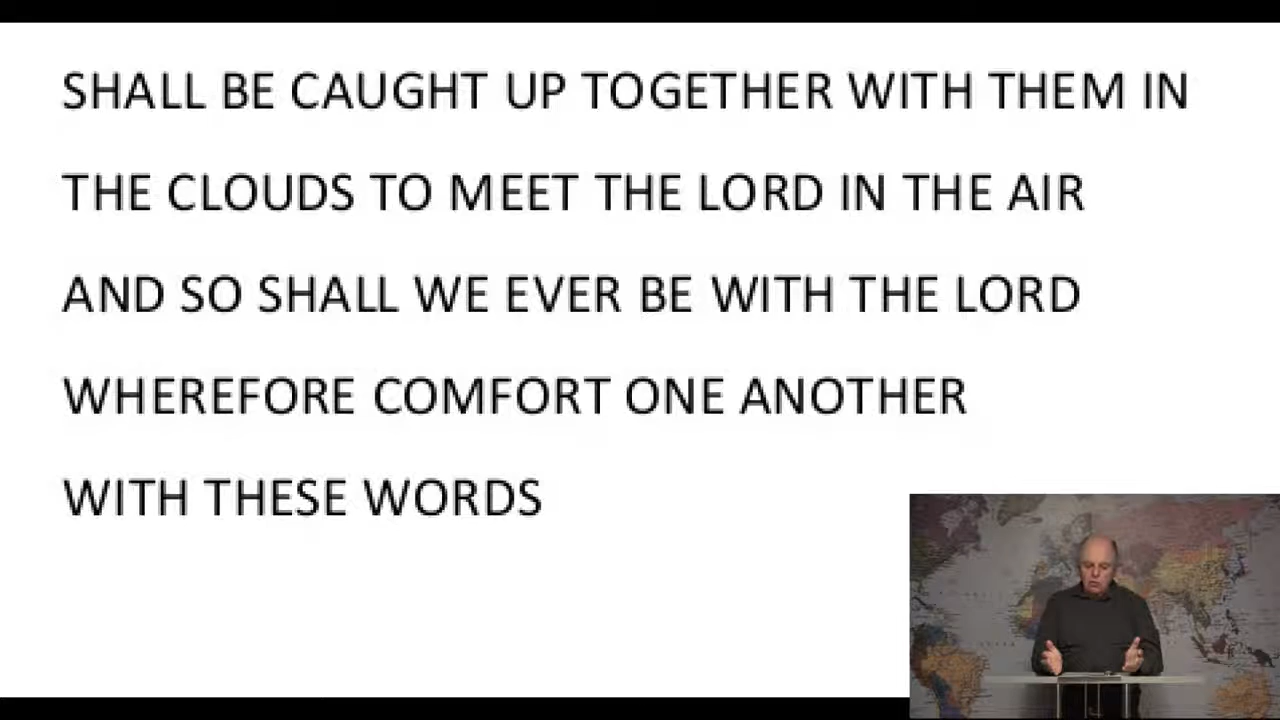 SHALL BE CAUGHT UP TOGETHER WITH THEM IN
THE CLOUDS TO MEET THE LORD IN THE AIR
AND SO SHALL WE EVER BE WITH THE LORD
WHEREFORE COMFORT ONE ANOTHER
WITH THESE WORDS